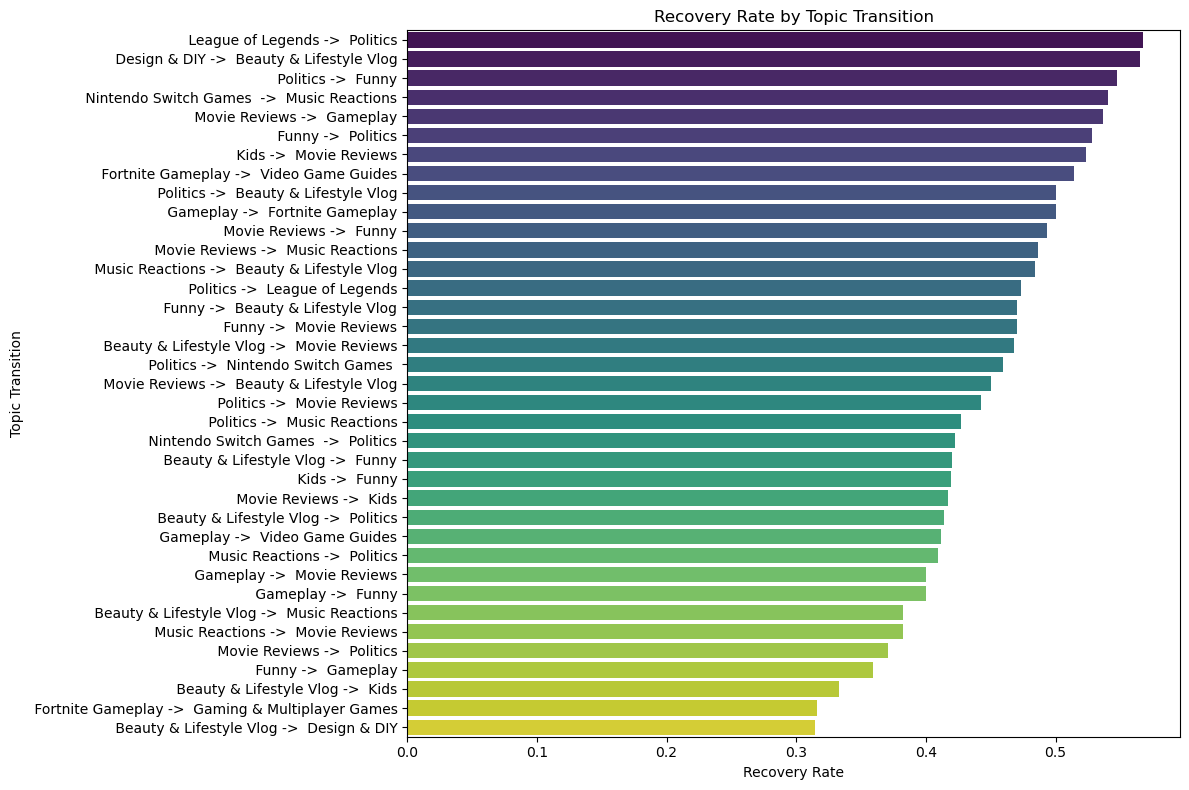 Recovery Rate by Topic Transition
League of Legends -> Politics
Design & DIY -> Beauty & Lifestyle Vlog
Politics -> Funny
Nintendo Switch Games -> Music Reactions
Movie Reviews -> Gameplay
Funny -> Politics
Kids -> Movie Reviews
Fortnite Gameplay -> Video Game Guides
Politics -> Beauty & Lifestyle Vlog
Gameplay -> Fortnite Gameplay
Movie Reviews -> Funny
Movie Reviews -> Music Reactions
Music Reactions -> Beauty & Lifestyle Vlog
Politics -> League of Legends
Funny -> Beauty & Lifestyle Vlog
Funny -> Movie Reviews
Beauty & Lifestyle Vlog -> Movie Reviews
Politics -> Nintendo Switch Games
Movie Reviews -> Beauty & Lifestyle Vlog
Politics -> Movie Reviews
Politics -> Music Reactions
Nintendo Switch Games -> Politics
Beauty & Lifestyle Vlog -> Funny
Kids -> Funny
Movie Reviews -> Kids
Beauty & Lifestyle Vlog -> Politics
Gameplay -> Video Game Guides
Music Reactions -> Politics
Gameplay -> Movie Reviews
Gameplay -> Funny
Beauty & Lifestyle Vlog -> Music Reactions
Music Reactions -> Movie Reviews
Movie Reviews -> Politics
Funny -> Gameplay
Beauty & Lifestyle Vlog -> Kids
Fortnite Gameplay -> Gaming & Multiplayer Games
Beauty & Lifestyle Vlog -> Design & DIY
Topic Transition
0.0 0.1 0.2 0.3 0.4 0.5
Recovery Rate